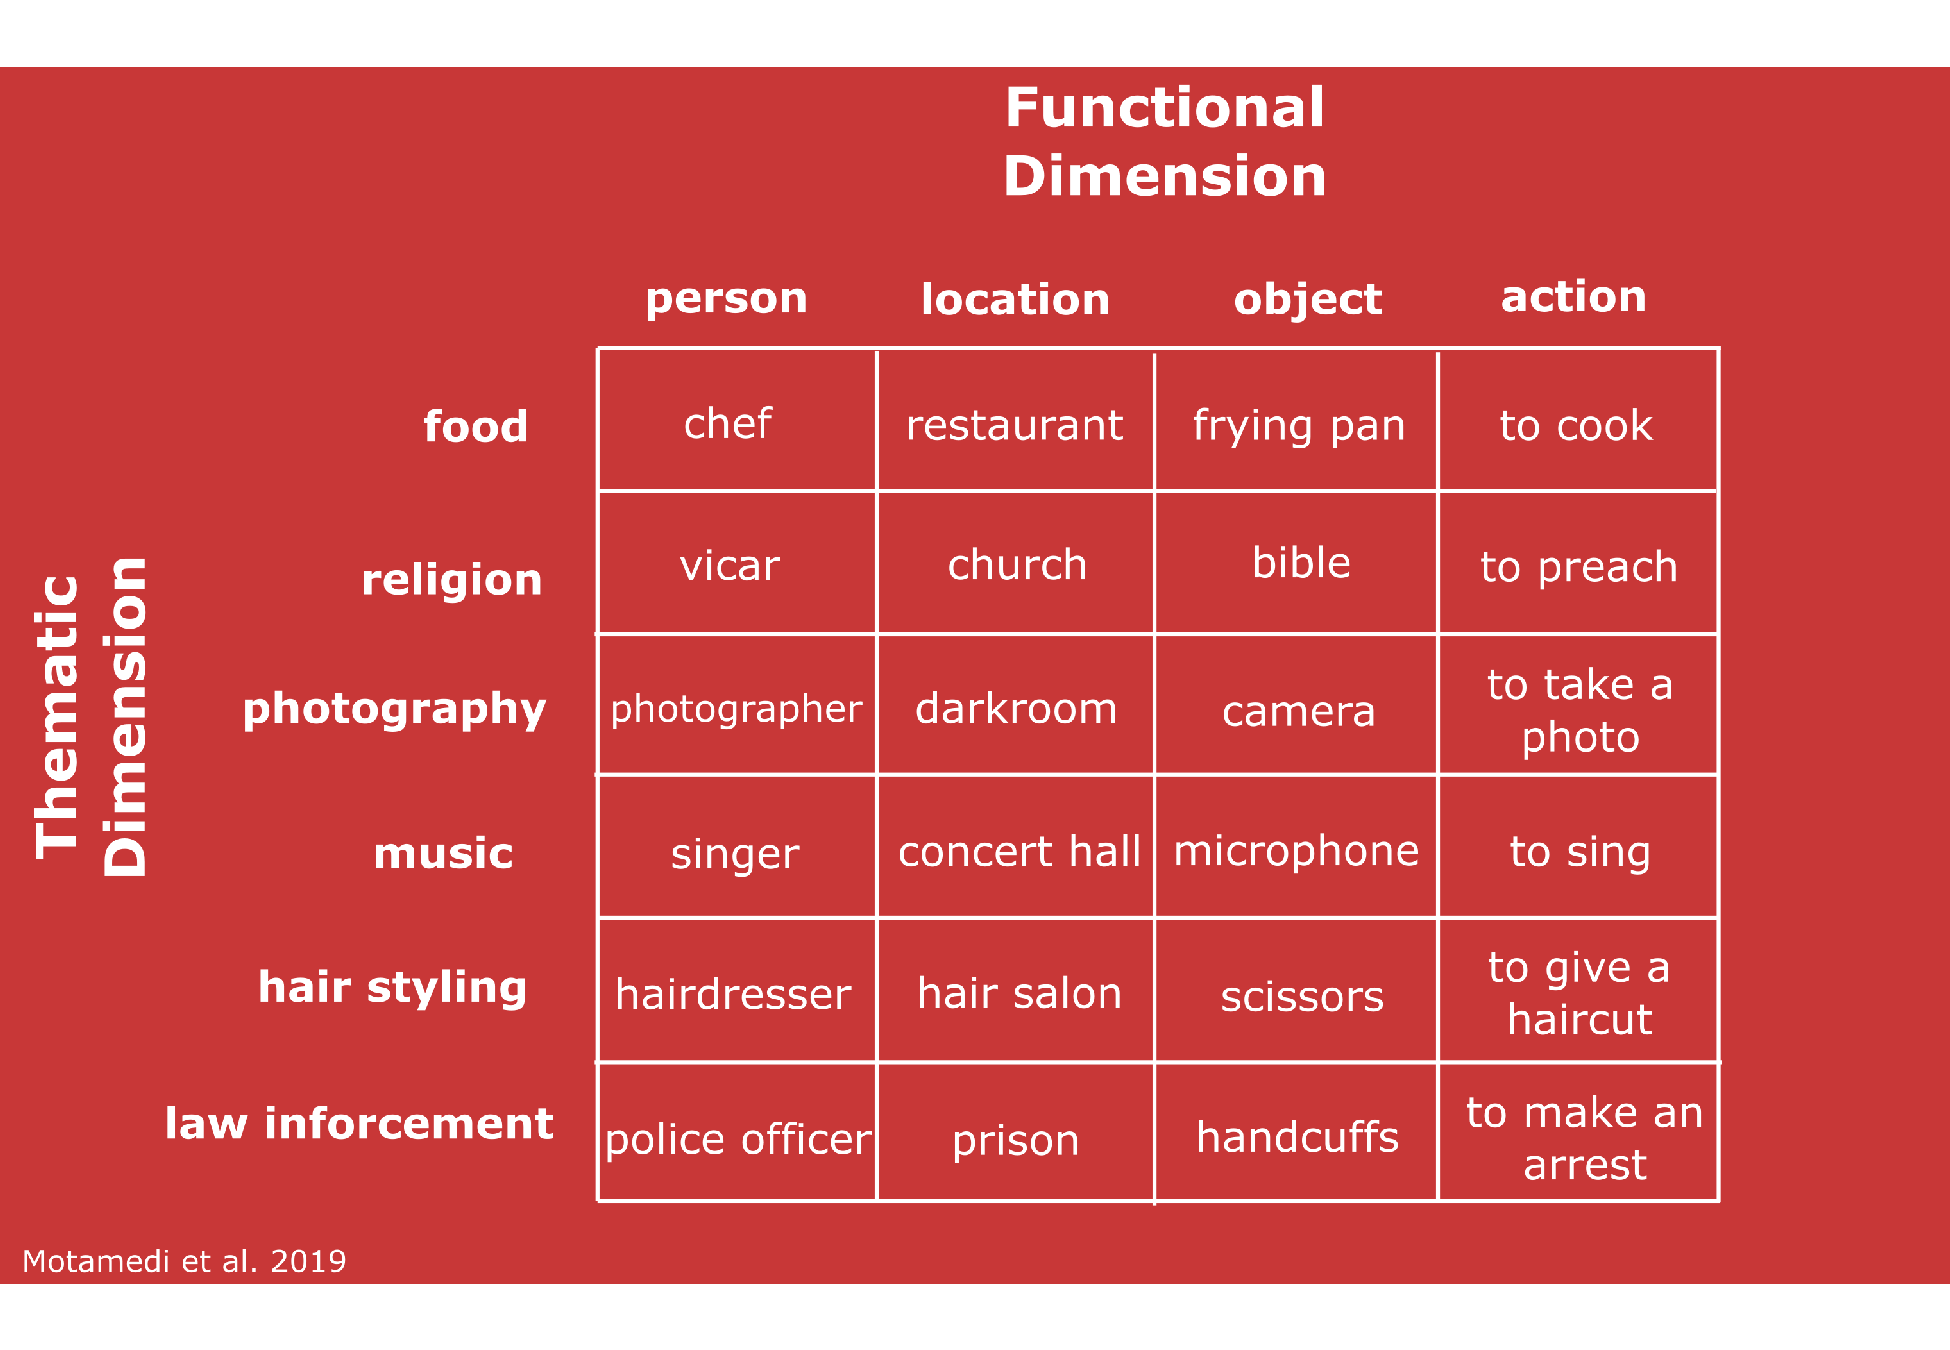 Functional
Dimension
person location object action
Thematic
Dimension
food chef restaurant frying pan to cook
religion vicar church bible to preach
photography photographer darkroom camera to take a
photo
music singer concert hall microphone to sing
hair styling hairdresser hair salon scissors to give a
haircut
law inforcement police officer prison handcuffs to make an
arrest
Motamedi et al. 2019